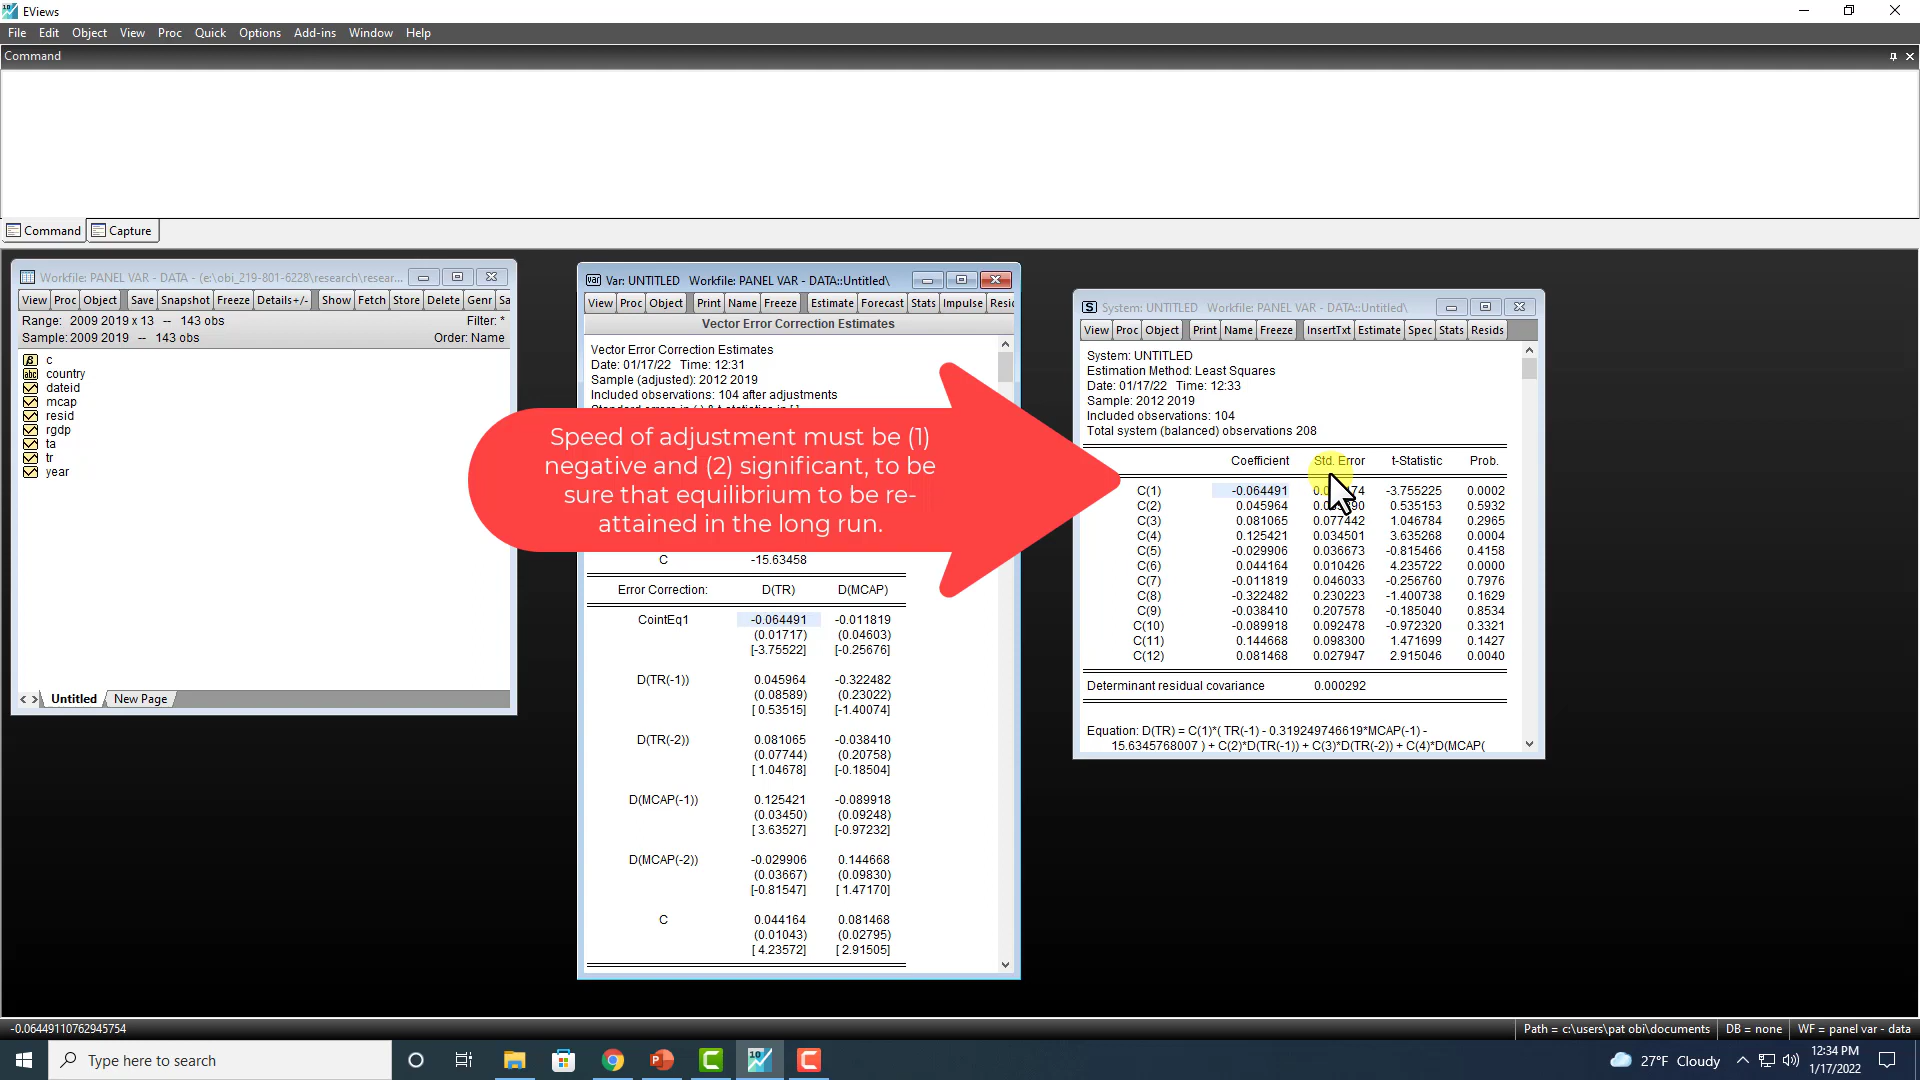 EViews
File Edit Object View Proc Quick Options Add-ins Window Help
Command
Command Capture
Workfile: PANEL VAR - DATA - (e:\obi_219-801-6228\research\resear...
View Proc Object Save Snapshot Freeze Details+/- Show Fetch Store Delete Genr Sa
Range: 2009 2019 x 13 -- 143 obs Filter: *
Sample: 2009 2019 -- 143 obs Order: Name
c
country
dateid
mcap
resid
rgdp
ta
tr
year
< > Untitled New Page
Var: UNTITLED Workfile: PANEL VAR - DATA::Untitled\
View Proc Object Print Name Freeze Estimate Forecast Stats Impulse Resid
Vector Error Correction Estimates
Vector Error Correction Estimates
Date: 01/17/22 Time: 12:31
Sample (adjusted): 2012 2019
Included observations: 104 after adjustments
Speed of adjustment must be (1)
negative and (2) significant, to be
sure that equilibrium to be re-
attained in the long run.
C -15.63458
Error Correction: D(TR) D(MCAP)
CointEq1 -0.064491 -0.011819
(0.01717) (0.04603)
[-3.75522] [-0.25676]
D(TR(-1)) 0.045964 -0.322482
(0.08589) (0.23022)
[ 0.53515] [-1.40074]
D(TR(-2)) 0.081065 -0.038410
(0.07744) (0.20758)
[ 1.04678] [-0.18504]
D(MCAP(-1)) 0.125421 -0.089918
(0.03450) (0.09248)
[ 3.63527] [-0.97232]
D(MCAP(-2)) -0.029906 0.144668
(0.03667) (0.09830)
[-0.81547] [ 1.47170]
C 0.044164 0.081468
(0.01043) (0.02795)
[ 4.23572] [ 2.91505]
System: UNTITLED Workfile: PANEL VAR - DATA::Untitled\
View Proc Object Print Name Freeze InsertTxt Estimate Spec Stats Resids
System: UNTITLED
Estimation Method: Least Squares
Date: 01/17/22 Time: 12:33
Sample: 2012 2019
Included observations: 104
Total system (balanced) observations 208
Coefficient Std. Error t-Statistic Prob.
C(1) -0.064491 -3.755225 0.0002
C(2) 0.045964 0.535153 0.5932
C(3) 0.081065 0.077442 1.046784 0.2965
C(4) 0.125421 0.034501 3.635268 0.0004
C(5) -0.029906 0.036673 -0.815466 0.4158
C(6) 0.044164 0.010426 4.235722 0.0000
C(7) -0.011819 0.046033 -0.256760 0.7976
C(8) -0.322482 0.230223 -1.400738 0.1629
C(9) -0.038410 0.207578 -0.185040 0.8534
C(10) -0.089918 0.092478 -0.972320 0.3321
C(11) 0.144668 0.098300 1.471699 0.1427
C(12) 0.081468 0.027947 2.915046 0.0040
Determinant residual covariance 0.000292
Equation: D(TR) = C(1)*( TR(-1) - 0.319249746619*MCAP(-1) -
15.6345768007 ) + C(2)*D(TR(-1)) + C(3)*D(TR(-2)) + C(4)*D(MCAP(
-0.06449110762945754
Path = c:\users\pat obi\documents DB = none WF = panel var - data
Type here to search
27°F Cloudy
12:34 PM
1/17/2022